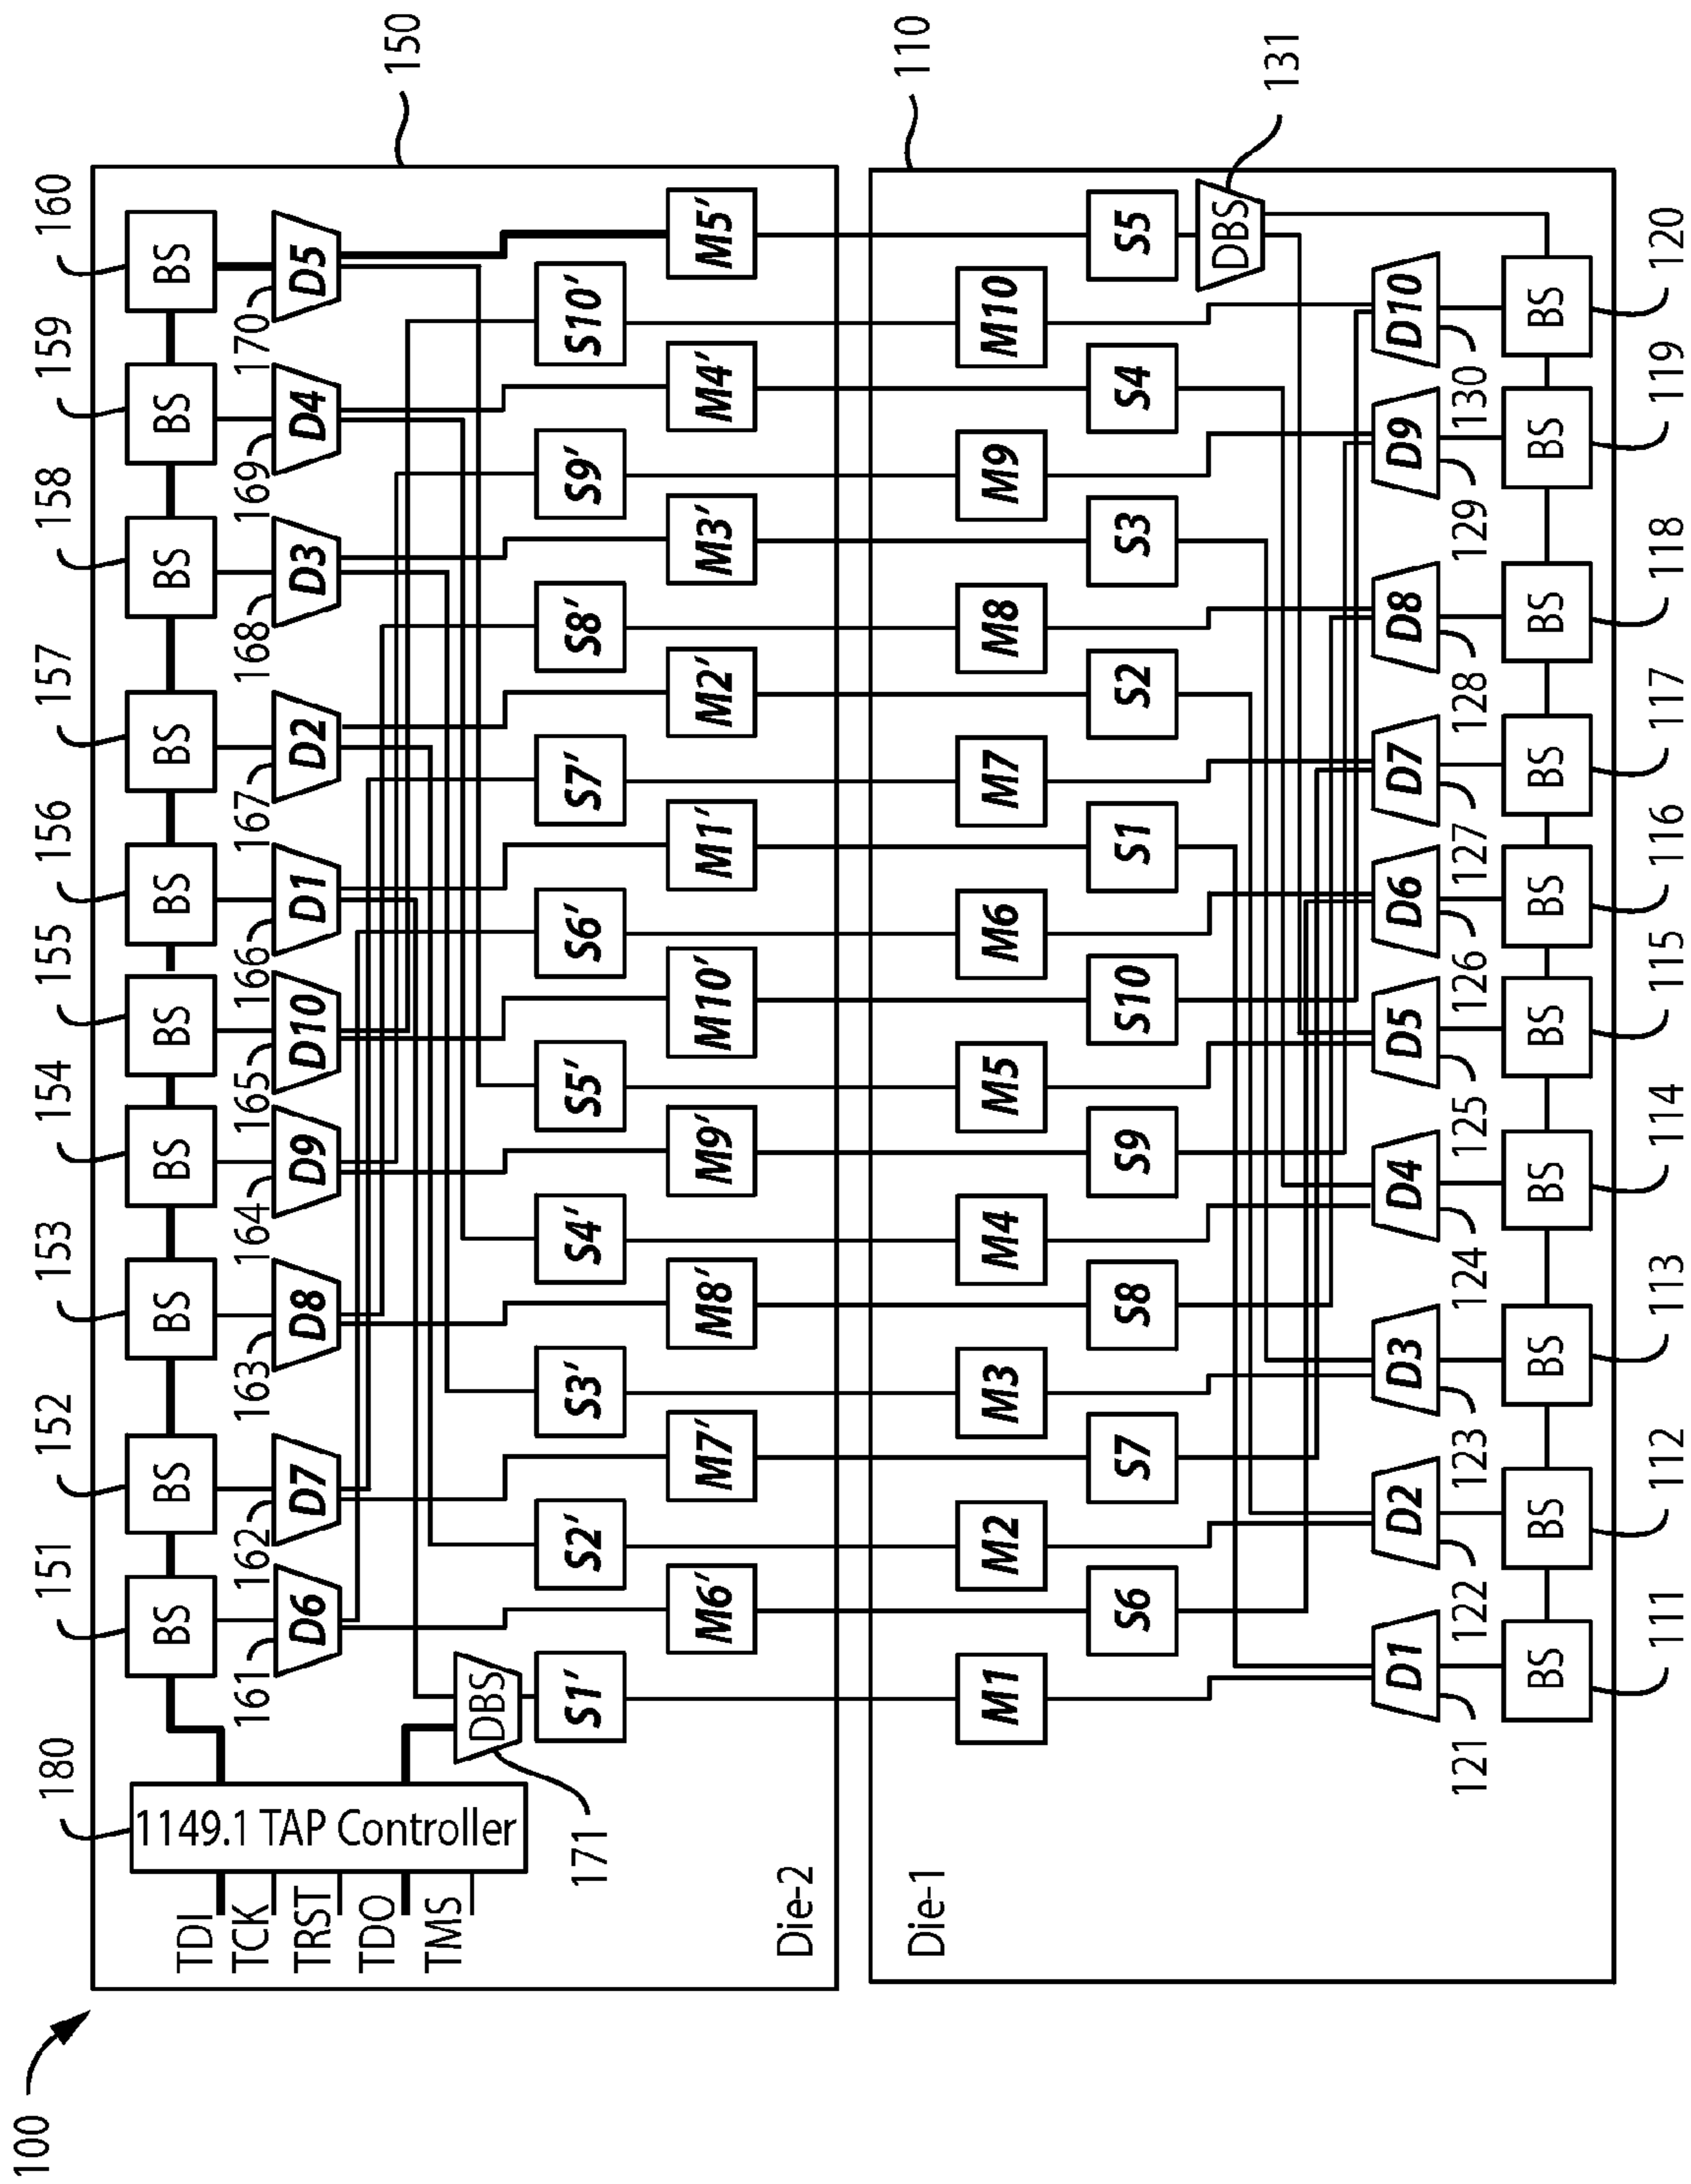 100
150
110
131
160
159
158
157
156
155
154
153
152
151
180
BS BS BS BS BS BS BS BS BS BS
161 162 163 164 165 166 167 168 169 170
D6 D7 D8 D9 D10 D1 D2 D3 D4 D5
1149.1 TAP Controller
TDI
TCK
TRST
TDO
TMS
DBS
171
S1' S2' S3' S4' S5' S6' S7' S8' S9' S10'
M6' M7' M8' M9' M10' M1' M2' M3' M4' M5'
Die-2
Die-1
M1 M2 M3 M4 M5 M6 M7 M8 M9 M10
S6 S7 S8 S9 S10 S1 S2 S3 S4 S5
DBS
D1 D2 D3 D4 D5 D6 D7 D8 D9 D10
121 122 123 124 125 126 127 128 129 130
BS BS BS BS BS BS BS BS BS BS
111 112 113 114 115 116 117 118 119 120